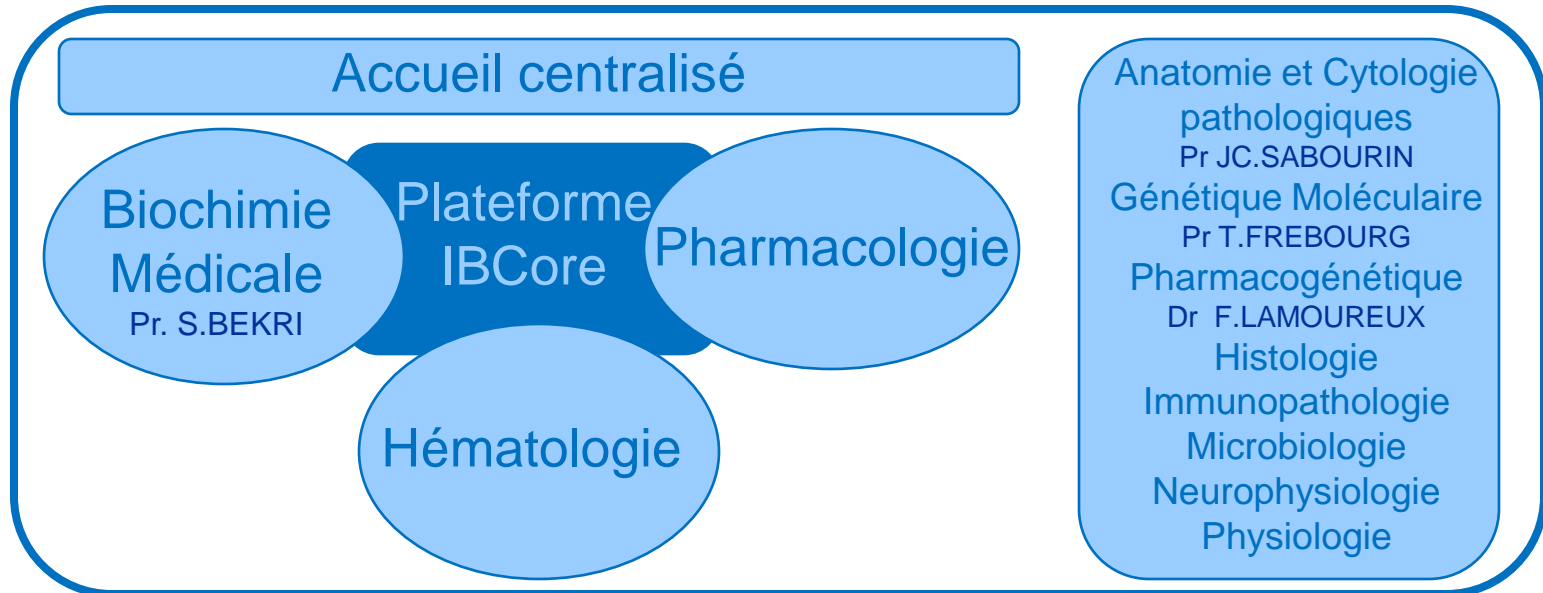 Accueil centralisé
Biochimie
Médicale
Pr. S.BEKRI
Plateforme
IBCore
Pharmacologie
Hématologie
Anatomie et Cytologie
pathologiques
Pr JC.SABOURIN
Génétique Moléculaire
Pr T.FREBOURG
Pharmacogénétique
Dr F.LAMOUREUX
Histologie
Immunopathologie
Microbiologie
Neurophysiologie
Physiologie